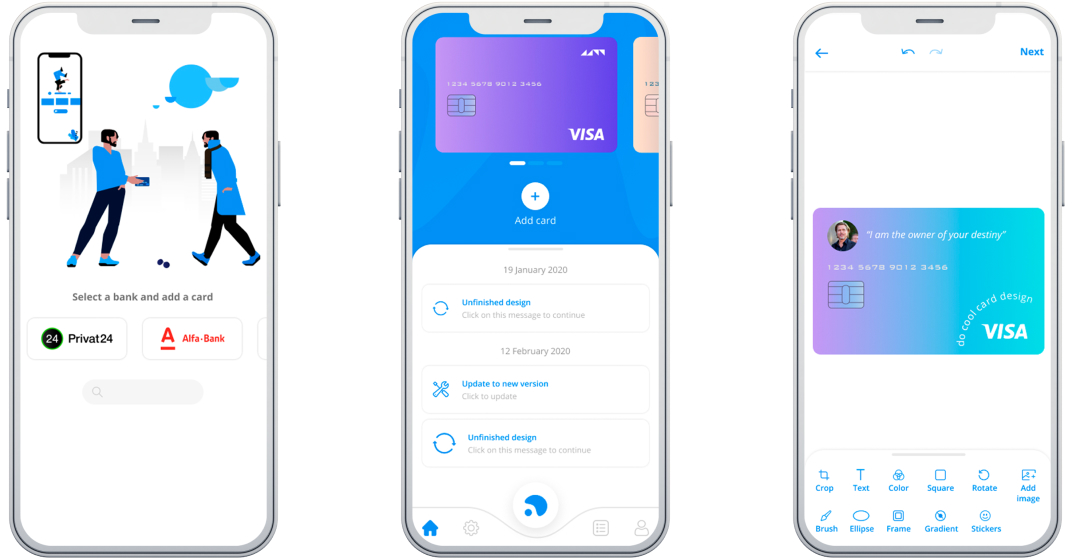 Select a bank and add a card
24 Privat24
A Alfa·Bank
1234 5678 9012 3456
123
VISA
+
Add card
19 January 2020
Unfinished design
Click on this message to continue
12 February 2020
Update to new version
Click to update
Unfinished design
Click on this message to continue
Next
"I am the owner of your destiny"
1234 5678 9012 3456
do cool card design
VISA
Crop
Text
Color
Square
Rotate
Add
image
Brush
Ellipse
Frame
Gradient
Stickers